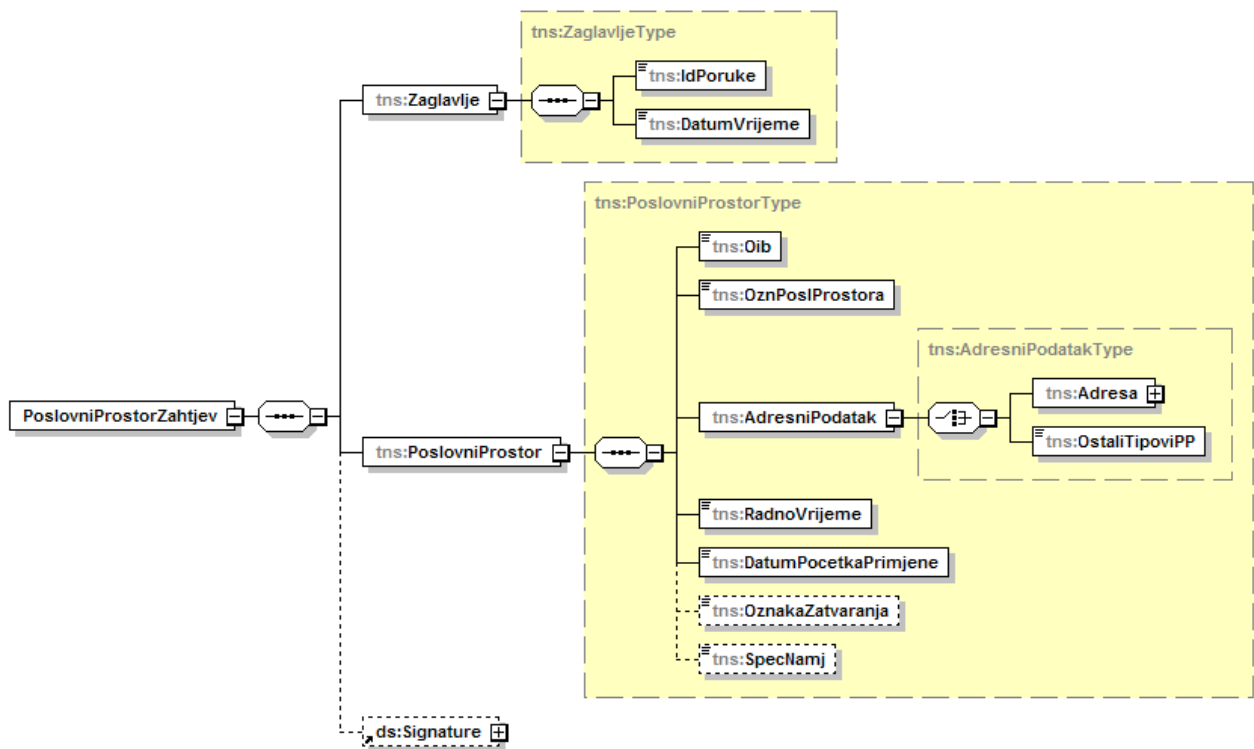 tns:ZaglavljeType
tns:IdPoruke
tns:Zaglavlje
tns:DatumVrijeme
tns:PoslovniProstorType
tns:Oib
tns:OznPoslProstora
tns:AdresniPodatakType
tns:Adresa
PoslovniProstorZahtjev
tns:AdresniPodatak
tns:OstaliTipoviPP
tns:PoslovniProstor
tns:RadnoVrijeme
tns:DatumPocetkaPrimjene
tns:OznakaZatvaranja
tns:SpecNamj
ds:Signature